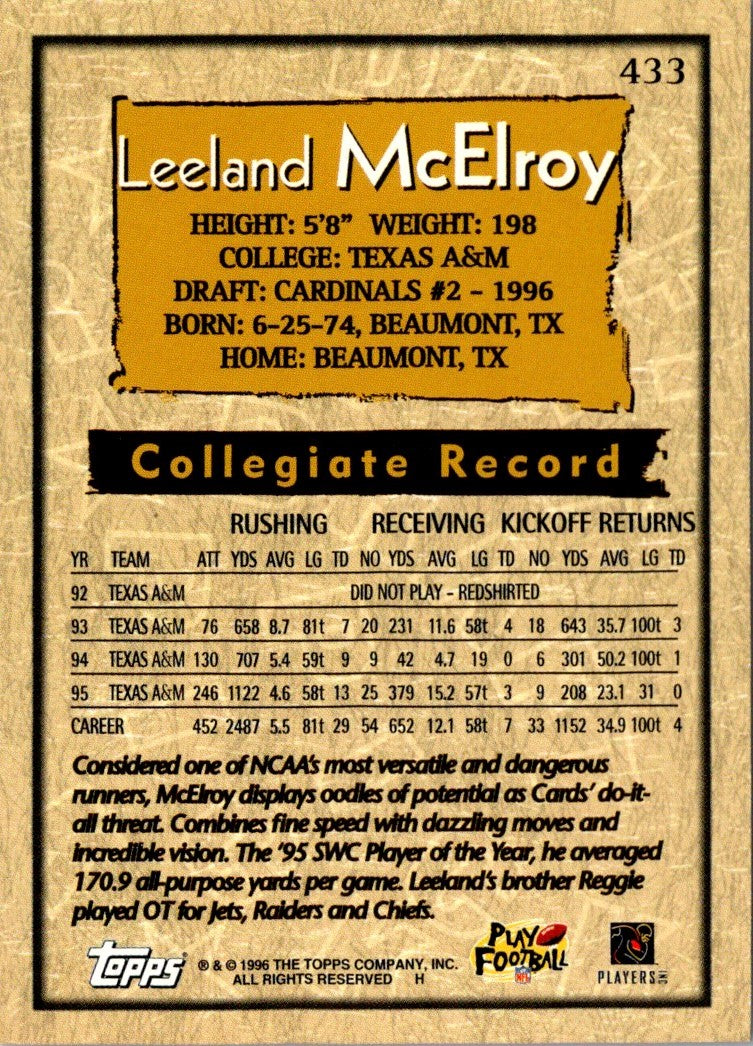 433
Leeland McElroy
HEIGHT: 5'8" WEIGHT: 198
COLLEGE: TEXAS A&M
DRAFT: CARDINALS #2 - 1996
BORN: 6-25-74, BEAUMONT, TX
HOME: BEAUMONT, TX
Collegiate Record
RUSHING RECEIVING KICKOFF RETURNS
YR TEAM ATT YDS AVG LG TD NO YDS AVG LG TD NO YDS AVG LG TD
92 TEXAS A&M DID NOT PLAY - REDSHIRTED
93 TEXAS A&M 76 658 8.7 81t 7 20 231 11.6 58t 4 18 643 35.7 100t 3
94 TEXAS A&M 130 707 5.4 59t 9 9 42 4.7 19 0 6 301 50.2 100t 1
95 TEXAS A&M 246 1122 4.6 58t 13 25 379 15.2 57t 3 9 208 23.1 31 0
CAREER 452 2487 5.5 81t 29 54 652 12.1 58t 7 33 1152 34.9 100t 4
Considered one of NCAA's most versatile and dangerous
runners, McElroy displays oodles of potential as Cards' do-it-
all threat. Combines fine speed with dazzling moves and
incredible vision. The '95 SWC Player of the Year, he averaged
170.9 all-purpose yards per game. Leeland's brother Reggie
played OT for Jets, Raiders and Chiefs.
Topps
® & © 1996 THE TOPPS COMPANY, INC.
ALL RIGHTS RESERVED H
PLAY
FOOTBALL
NFL
PLAYERS INC